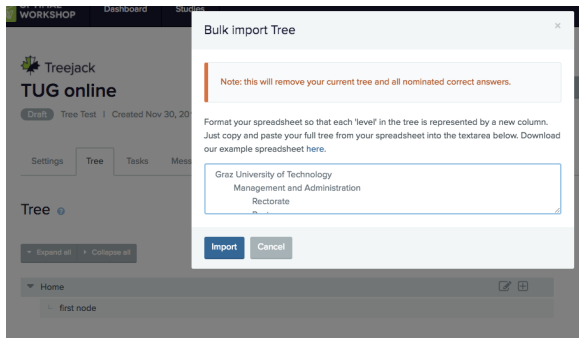 WORKSHOP
Dashboard
Studies
Treejack
TUG online
Draft Tree Test | Created Nov 30, 20
Settings Tree Tasks Mess
Tree
Expand all Collapse all
Home
first node
Bulk import Tree
×
Note: this will remove your current tree and all nominated correct answers.
Format your spreadsheet so that each 'level' in the tree is represented by a new column.
Just copy and paste your full tree from your spreadsheet into the textarea below. Download
our example spreadsheet here.
Graz University of Technology
Management and Administration
Rectorate
Import Cancel